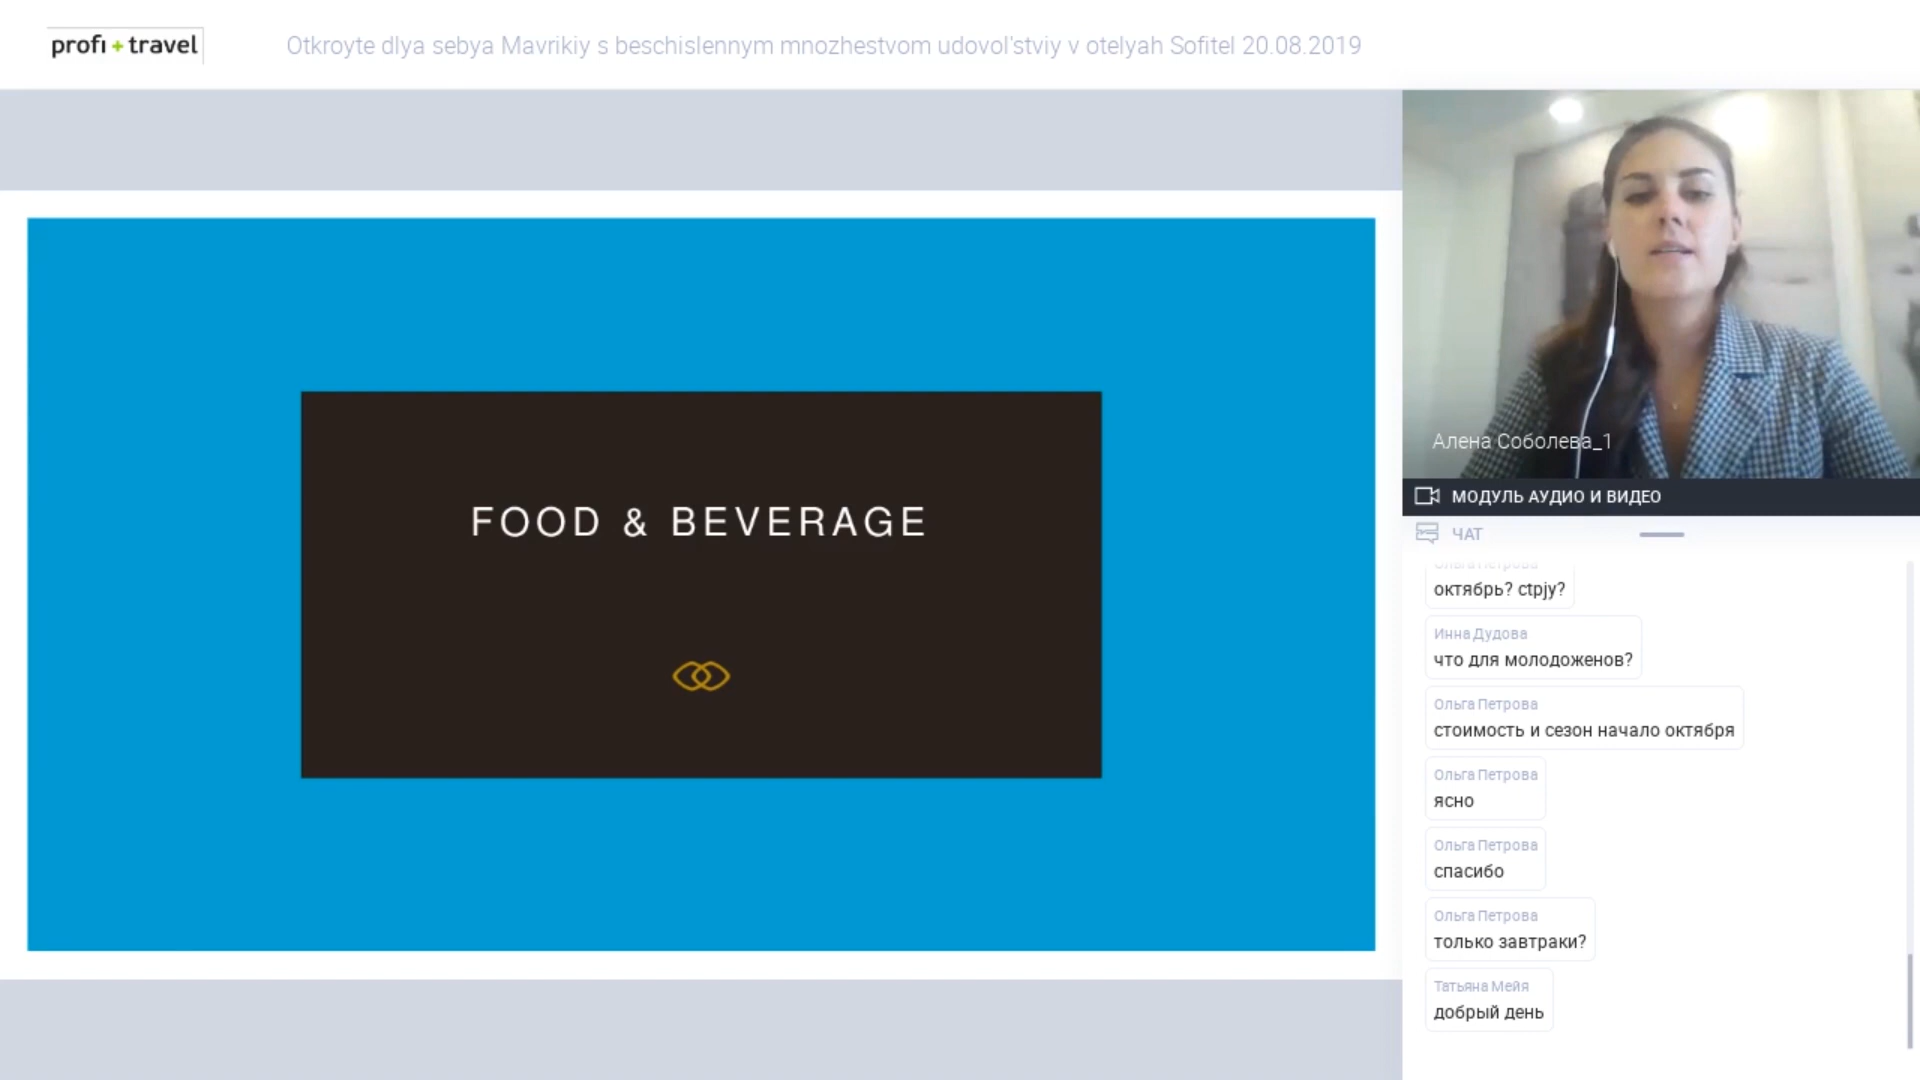 profi + travel
Otkroyte dlya sebya Mavrikiy s beschislennym mnozhestvom udovol'stviy v otelyah Sofitel 20.08.2019
FOOD & BEVERAGE
Алена Соболева_1
МОДУЛЬ АУДИО И ВИДЕО
ЧАТ
Ольга Петрова
октябрь? ctpjy?
Инна Дудова
что для молодоженов?
Ольга Петрова
стоимость и сезон начало октября
Ольга Петрова
ясно
Ольга Петрова
спасибо
Ольга Петрова
только завтраки?
Татьяна Мейя
добрый день